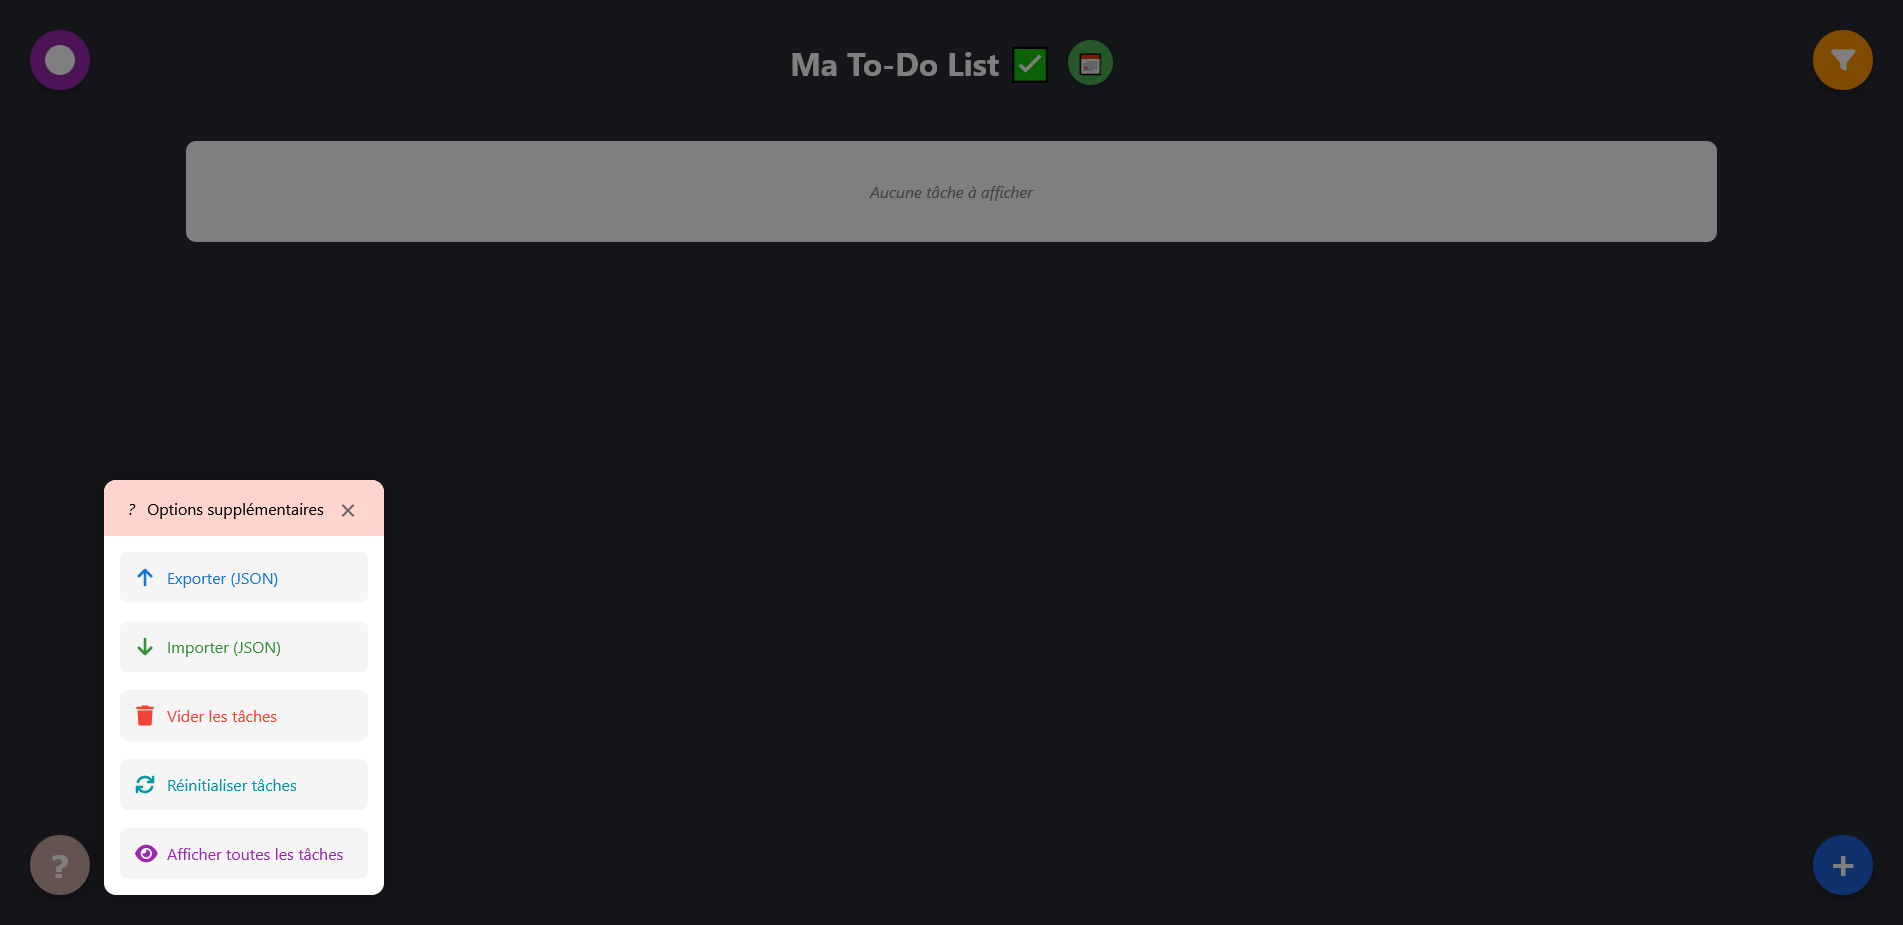 Ma To-Do List
Aucune tâche à afficher
? Options supplémentaires ×
Exporter (JSON)
Importer (JSON)
Vider les tâches
Réinitialiser tâches
Afficher toutes les tâches
?
+